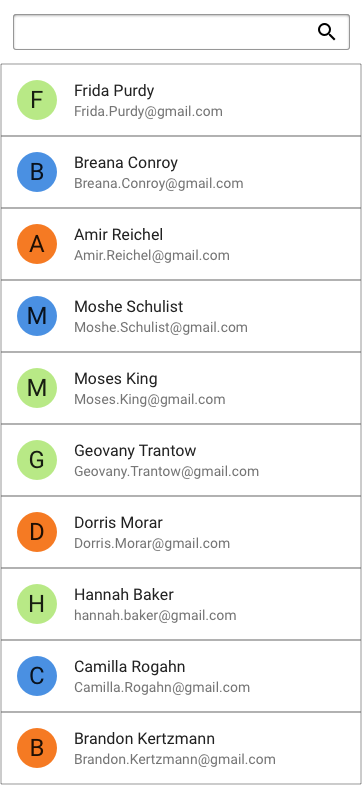 F
Frida Purdy
Frida.Purdy@gmail.com
B
Breana Conroy
Breana.Conroy@gmail.com
A
Amir Reichel
Amir.Reichel@gmail.com
M
Moshe Schulist
Moshe.Schulist@gmail.com
M
Moses King
Moses.King@gmail.com
G
Geovany Trantow
Geovany.Trantow@gmail.com
D
Dorris Morar
Dorris.Morar@gmail.com
H
Hannah Baker
hannah.baker@gmail.com
C
Camilla Rogahn
Camilla.Rogahn@gmail.com
B
Brandon Kertzmann
Brandon.Kertzmann@gmail.com